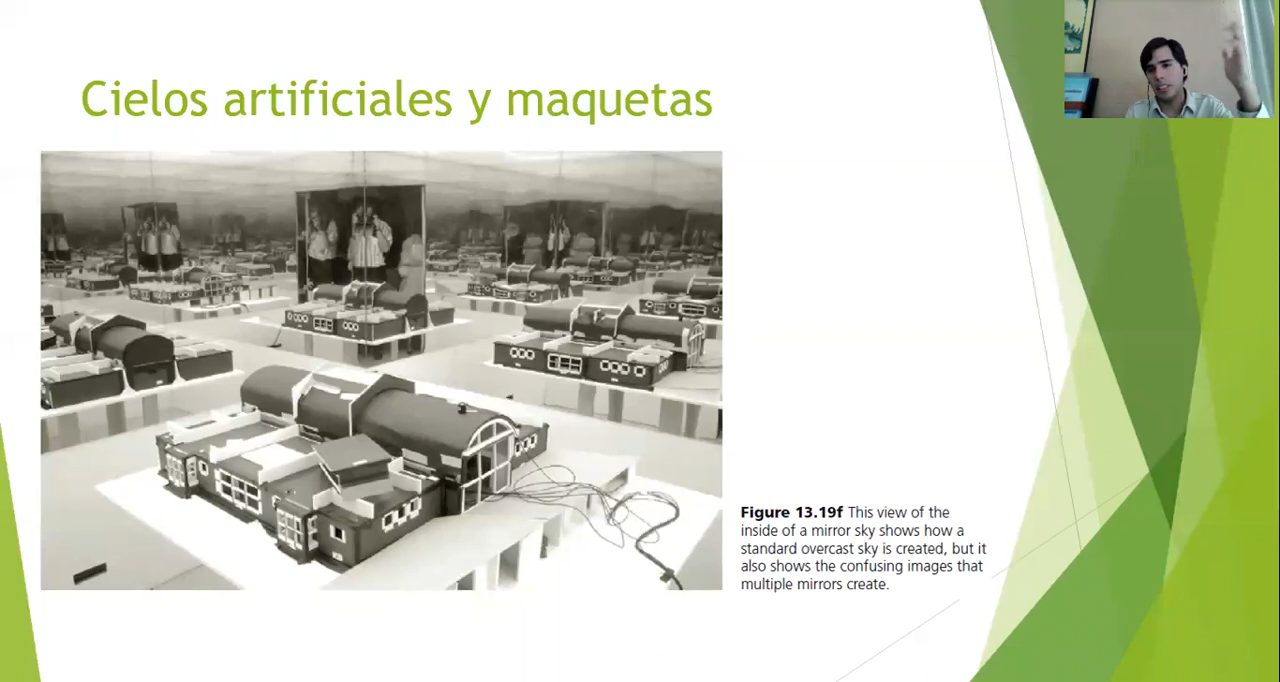 Cielos artificiales y maquetas
Figure 13.19f This view of the
inside of a mirror sky shows how a
standard overcast sky is created, but it
also shows the confusing images that
multiple mirrors create.